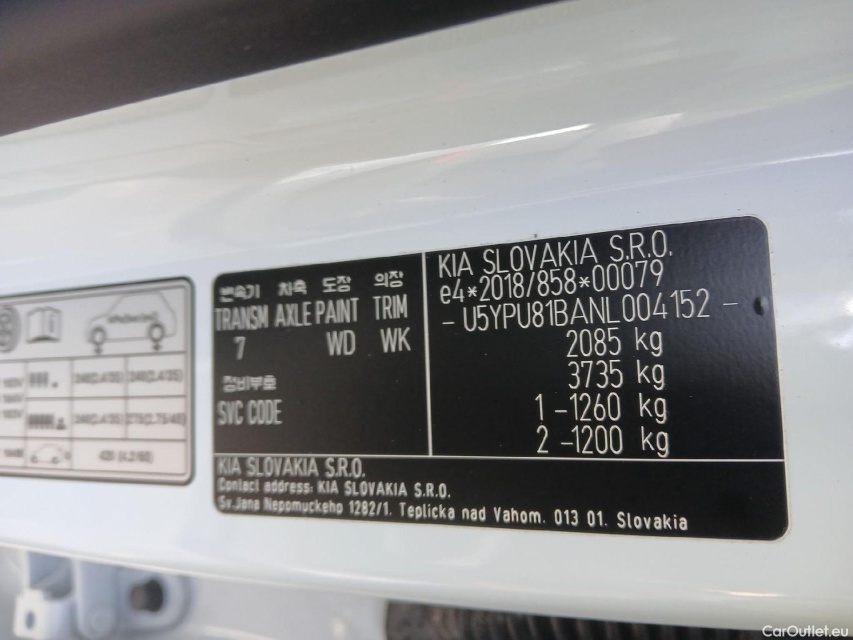 변속기 차축 도장 의장
TRANSM AXLE PAINT TRIM
7 WD WK
정비부호
SVC CODE
KIA SLOVAKIA S.R.O.
e4*2018/858*00079
- U5YPU81BANL004152 -
2085 kg
3735 kg
1 -1260 kg
2 -1200 kg
KIA SLOVAKIA S.R.O.
Contact address: KIA SLOVAKIA S.R.O.
Sv.Jana Nepomuckeho 1282/1. Teplicka nad Vahom. 013 01. Slovakia
CarOutlet.eu